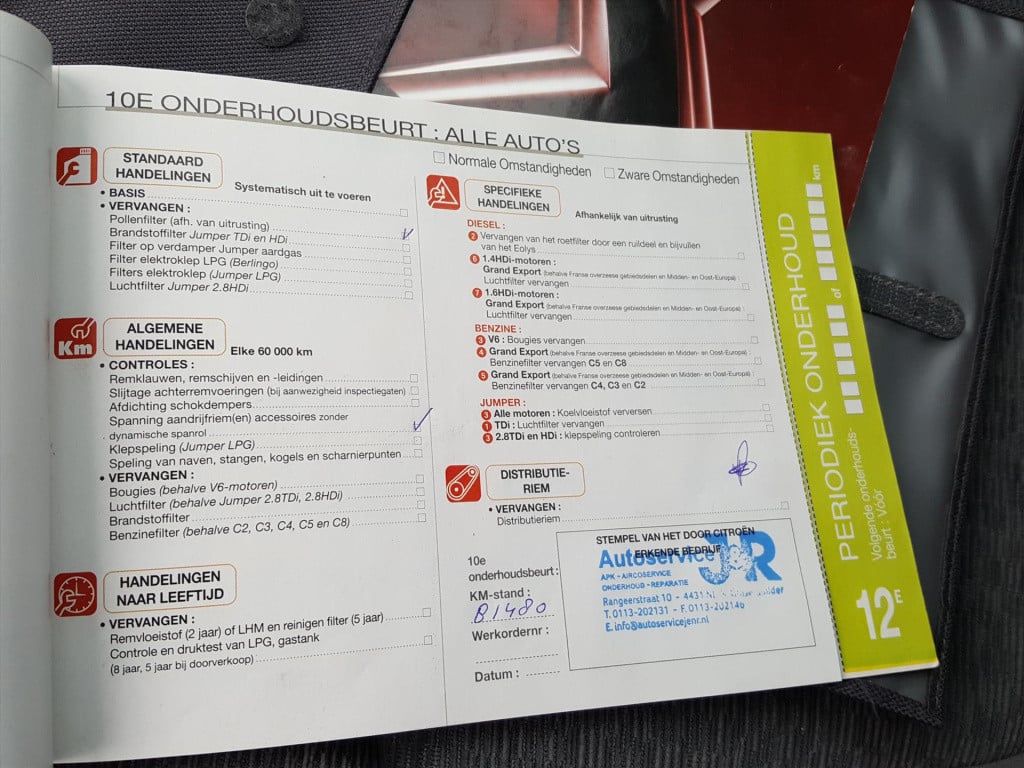 10E ONDERHOUDSBEURT : ALLE AUTO'S
Normale Omstandigheden
Zware Omstandigheden
STANDAARD
HANDELINGEN
Systematisch uit te voeren
• BASIS
• VERVANGEN :
Pollenfilter (afh. van uitrusting)
Brandstoffilter Jumper TDi en HDi
Filter op verdamper Jumper aardgas
Filter elektroklep LPG (Berlingo)
Filters elektroklep (Jumper LPG)
Luchtfilter Jumper 2.8HDi
Km
ALGEMENE
HANDELINGEN
Elke 60 000 km
• CONTROLES :
Remklauwen, remschijven en -leidingen
Slijtage achterremvoeringen (bij aanwezigheid inspectiegaten)
Afdichting schokdempers
Spanning aandrijfriem(en) accessoires zonder
dynamische spanrol
Klepspeling (Jumper LPG)
Speling van naven, stangen, kogels en scharnierpunten
• VERVANGEN :
Bougies (behalve V6-motoren)
Luchtfilter (behalve Jumper 2.8TDi, 2.8HDi)
Brandstoffilter
Benzinefilter (behalve C2, C3, C4, C5 en C8)
HANDELINGEN
NAAR LEEFTIJD
• VERVANGEN :
Remvloeistof (2 jaar) of LHM en reinigen filter (5 jaar)
Controle en druktest van LPG, gastank
(8 jaar, 5 jaar bij doorverkoop)
SPECIFIEKE
HANDELINGEN
Afhankelijk van uitrusting
DIESEL :
2 Vervangen van het roetfilter door een ruildeel en bijvullen
van het Eolys
6 1.4HDi-motoren :
Grand Export (behalve Franse overzeese gebiedsdelen en Midden- en Oost-Europa) :
Luchtfilter vervangen
7 1.6HDi-motoren :
Grand Export (behalve Franse overzeese gebiedsdelen en Midden- en Oost-Europa) :
Luchtfilter vervangen
BENZINE :
3 V6 : Bougies vervangen
4 Grand Export (behalve Franse overzeese gebiedsdelen en Midden- en Oost-Europa) :
Benzinefilter vervangen C5 en C8
5 Grand Export (behalve Franse overzeese gebiedsdelen en Midden- en Oost-Europa) :
Benzinefilter vervangen C4, C3 en C2
JUMPER :
3 Alle motoren : Koelvloeistof verversen
1 TDi : Luchtfilter vervangen
3 2.8TDi en HDi : klepspeling controleren
DISTRIBUTIE-
RIEM
• VERVANGEN :
Distributieriem
10e
onderhoudsbeurt :
KM-stand :
81480
Werkordernr :
Datum :
STEMPEL VAN HET DOOR CITROËN
ERKENDE BEDRIJF
Autoservice J&R
APK - AIRCOSERVICE
ONDERHOUD - REPARATIE
Rangeerstraat 10 - 4431 N
T. 0113-202131 - F. 0113-202146
E. info@autoservicejenr.nl
PERIODIEK ONDERHOUD
Volgende onderhouds-
beurt : Vóór
of
km
12E